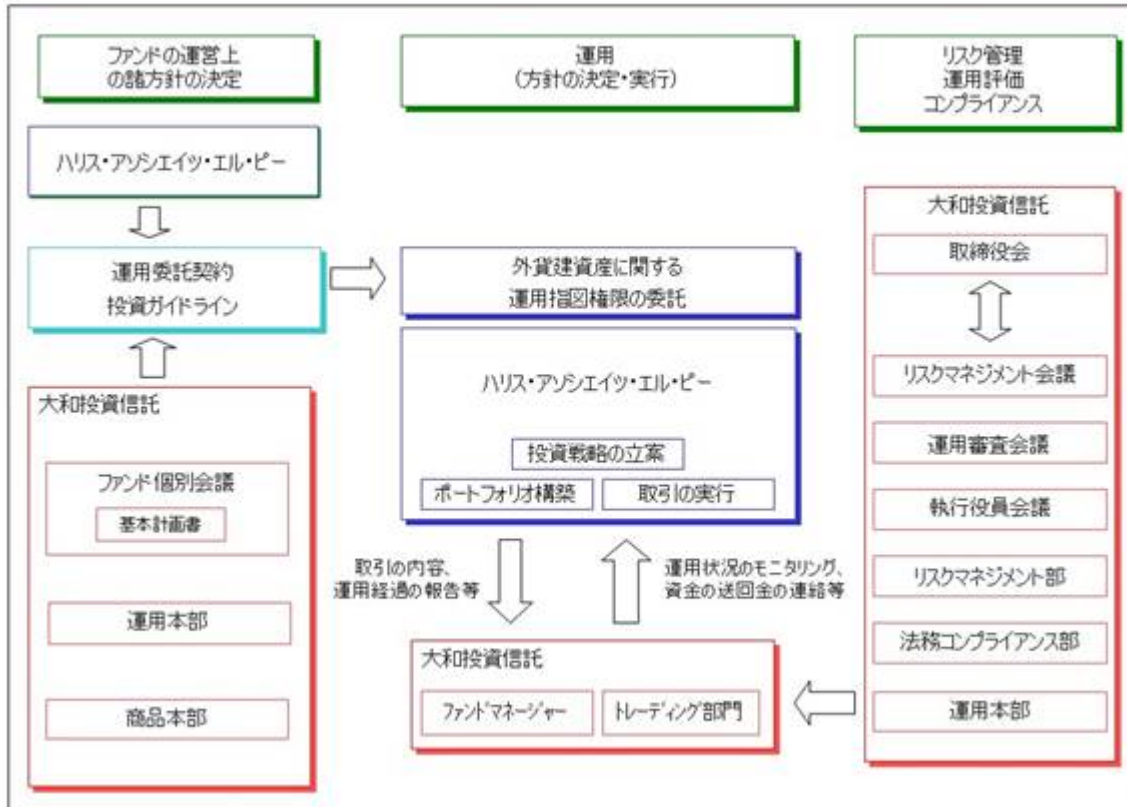 ファンドの運営上
の諸方針の決定
運用
(方針の決定・実行)
リスク管理
運用評価
コンプライアンス
ハリス・アソシエイツ・エル・ピー
運用委託契約
投資ガイドライン
大和投資信託
ファンド個別会議
基本計画書
運用本部
商品本部
外貨建資産に関する
運用指図権限の委託
ハリス・アソシエイツ・エル・ピー
投資戦略の立案
ポートフォリオ構築
取引の実行
取引の内容、
運用経過の報告等
運用状況のモニタリング、
資金の送回金の連絡等
大和投資信託
ファンドマネージャー
トレーディング部門
大和投資信託
取締役会
リスクマネジメント会議
運用審査会議
執行役員会議
リスクマネジメント部
法務コンプライアンス部
運用本部